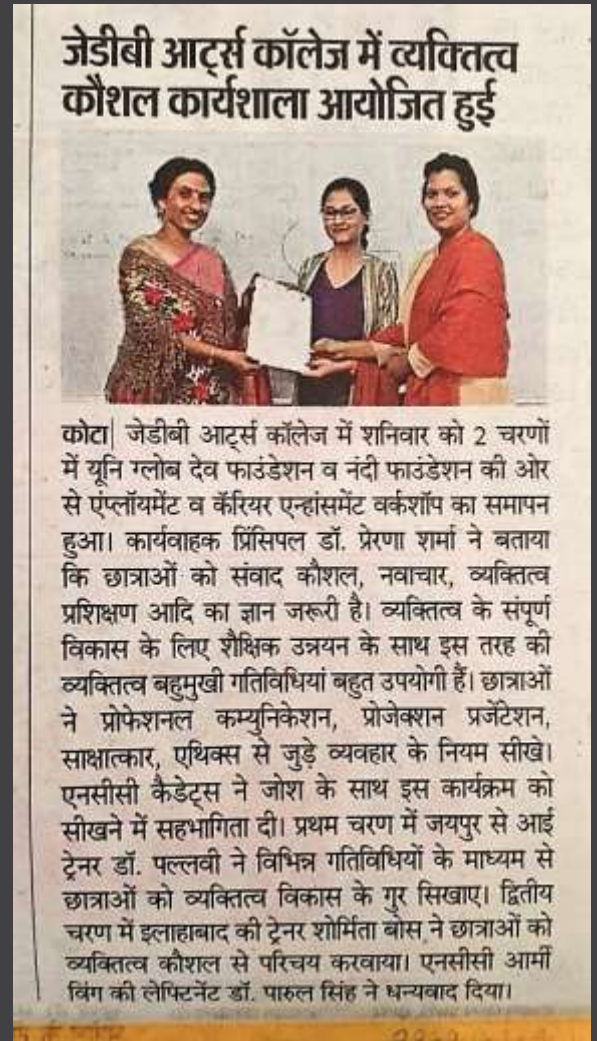 जेडीबी आर्ट्स कॉलेज में व्यक्तित्व
कौशल कार्यशाला आयोजित हुई
कोटा| जेडीबी आर्ट्स कॉलेज में शनिवार को 2 चरणों
में यूनि ग्लोब देव फाउंडेशन व नंदी फाउंडेशन की ओर
से एंप्लॉयमेंट व कॅरियर एन्हांसमेंट वर्कशॉप का समापन
हुआ। कार्यवाहक प्रिंसिपल डॉ. प्रेरणा शर्मा ने बताया
कि छात्राओं को संवाद कौशल, नवाचार, व्यक्तित्व
प्रशिक्षण आदि का ज्ञान जरूरी है। व्यक्तित्व के संपूर्ण
विकास के लिए शैक्षिक उन्नयन के साथ इस तरह की
व्यक्तित्व बहुमुखी गतिविधियां बहुत उपयोगी हैं। छात्राओं
ने प्रोफेशनल कम्युनिकेशन, प्रोजेक्शन प्रजेंटेशन,
साक्षात्कार, एथिक्स से जुड़े व्यवहार के नियम सीखे।
एनसीसी कैडेट्स ने जोश के साथ इस कार्यक्रम को
सीखने में सहभागिता दी। प्रथम चरण में जयपुर से आई
ट्रेनर डॉ. पल्लवी ने विभिन्न गतिविधियों के माध्यम से
छात्राओं को व्यक्तित्व विकास के गुर सिखाए। द्वितीय
चरण में इलाहाबाद की ट्रेनर शोर्मिता बोस ने छात्राओं को
व्यक्तित्व कौशल से परिचय करवाया। एनसीसी आर्मी
विंग की लेफ्टिनेंट डॉ. पारुल सिंह ने धन्यवाद दिया।